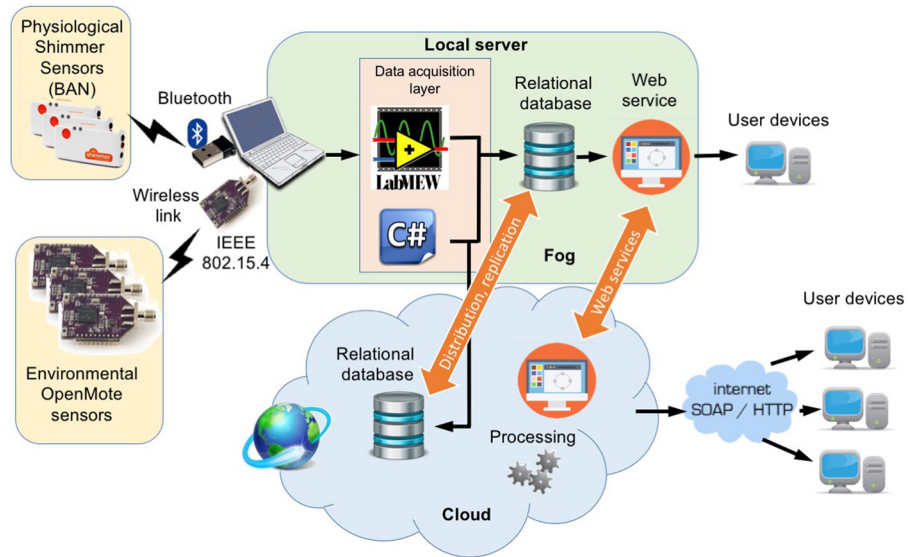 Physiological
Shimmer
Sensors
(BAN)
shimmer
Bluetooth
Wireless
link
IEEE
802.15.4
Environmental
OpenMote
sensors
Local server
Data acquisition
layer
LabVIEW
C#
Relational
database
Web
service
Fog
User devices
Distribution, replication
Web services
Relational
database
Processing
Cloud
internet
SOAP / HTTP
User devices